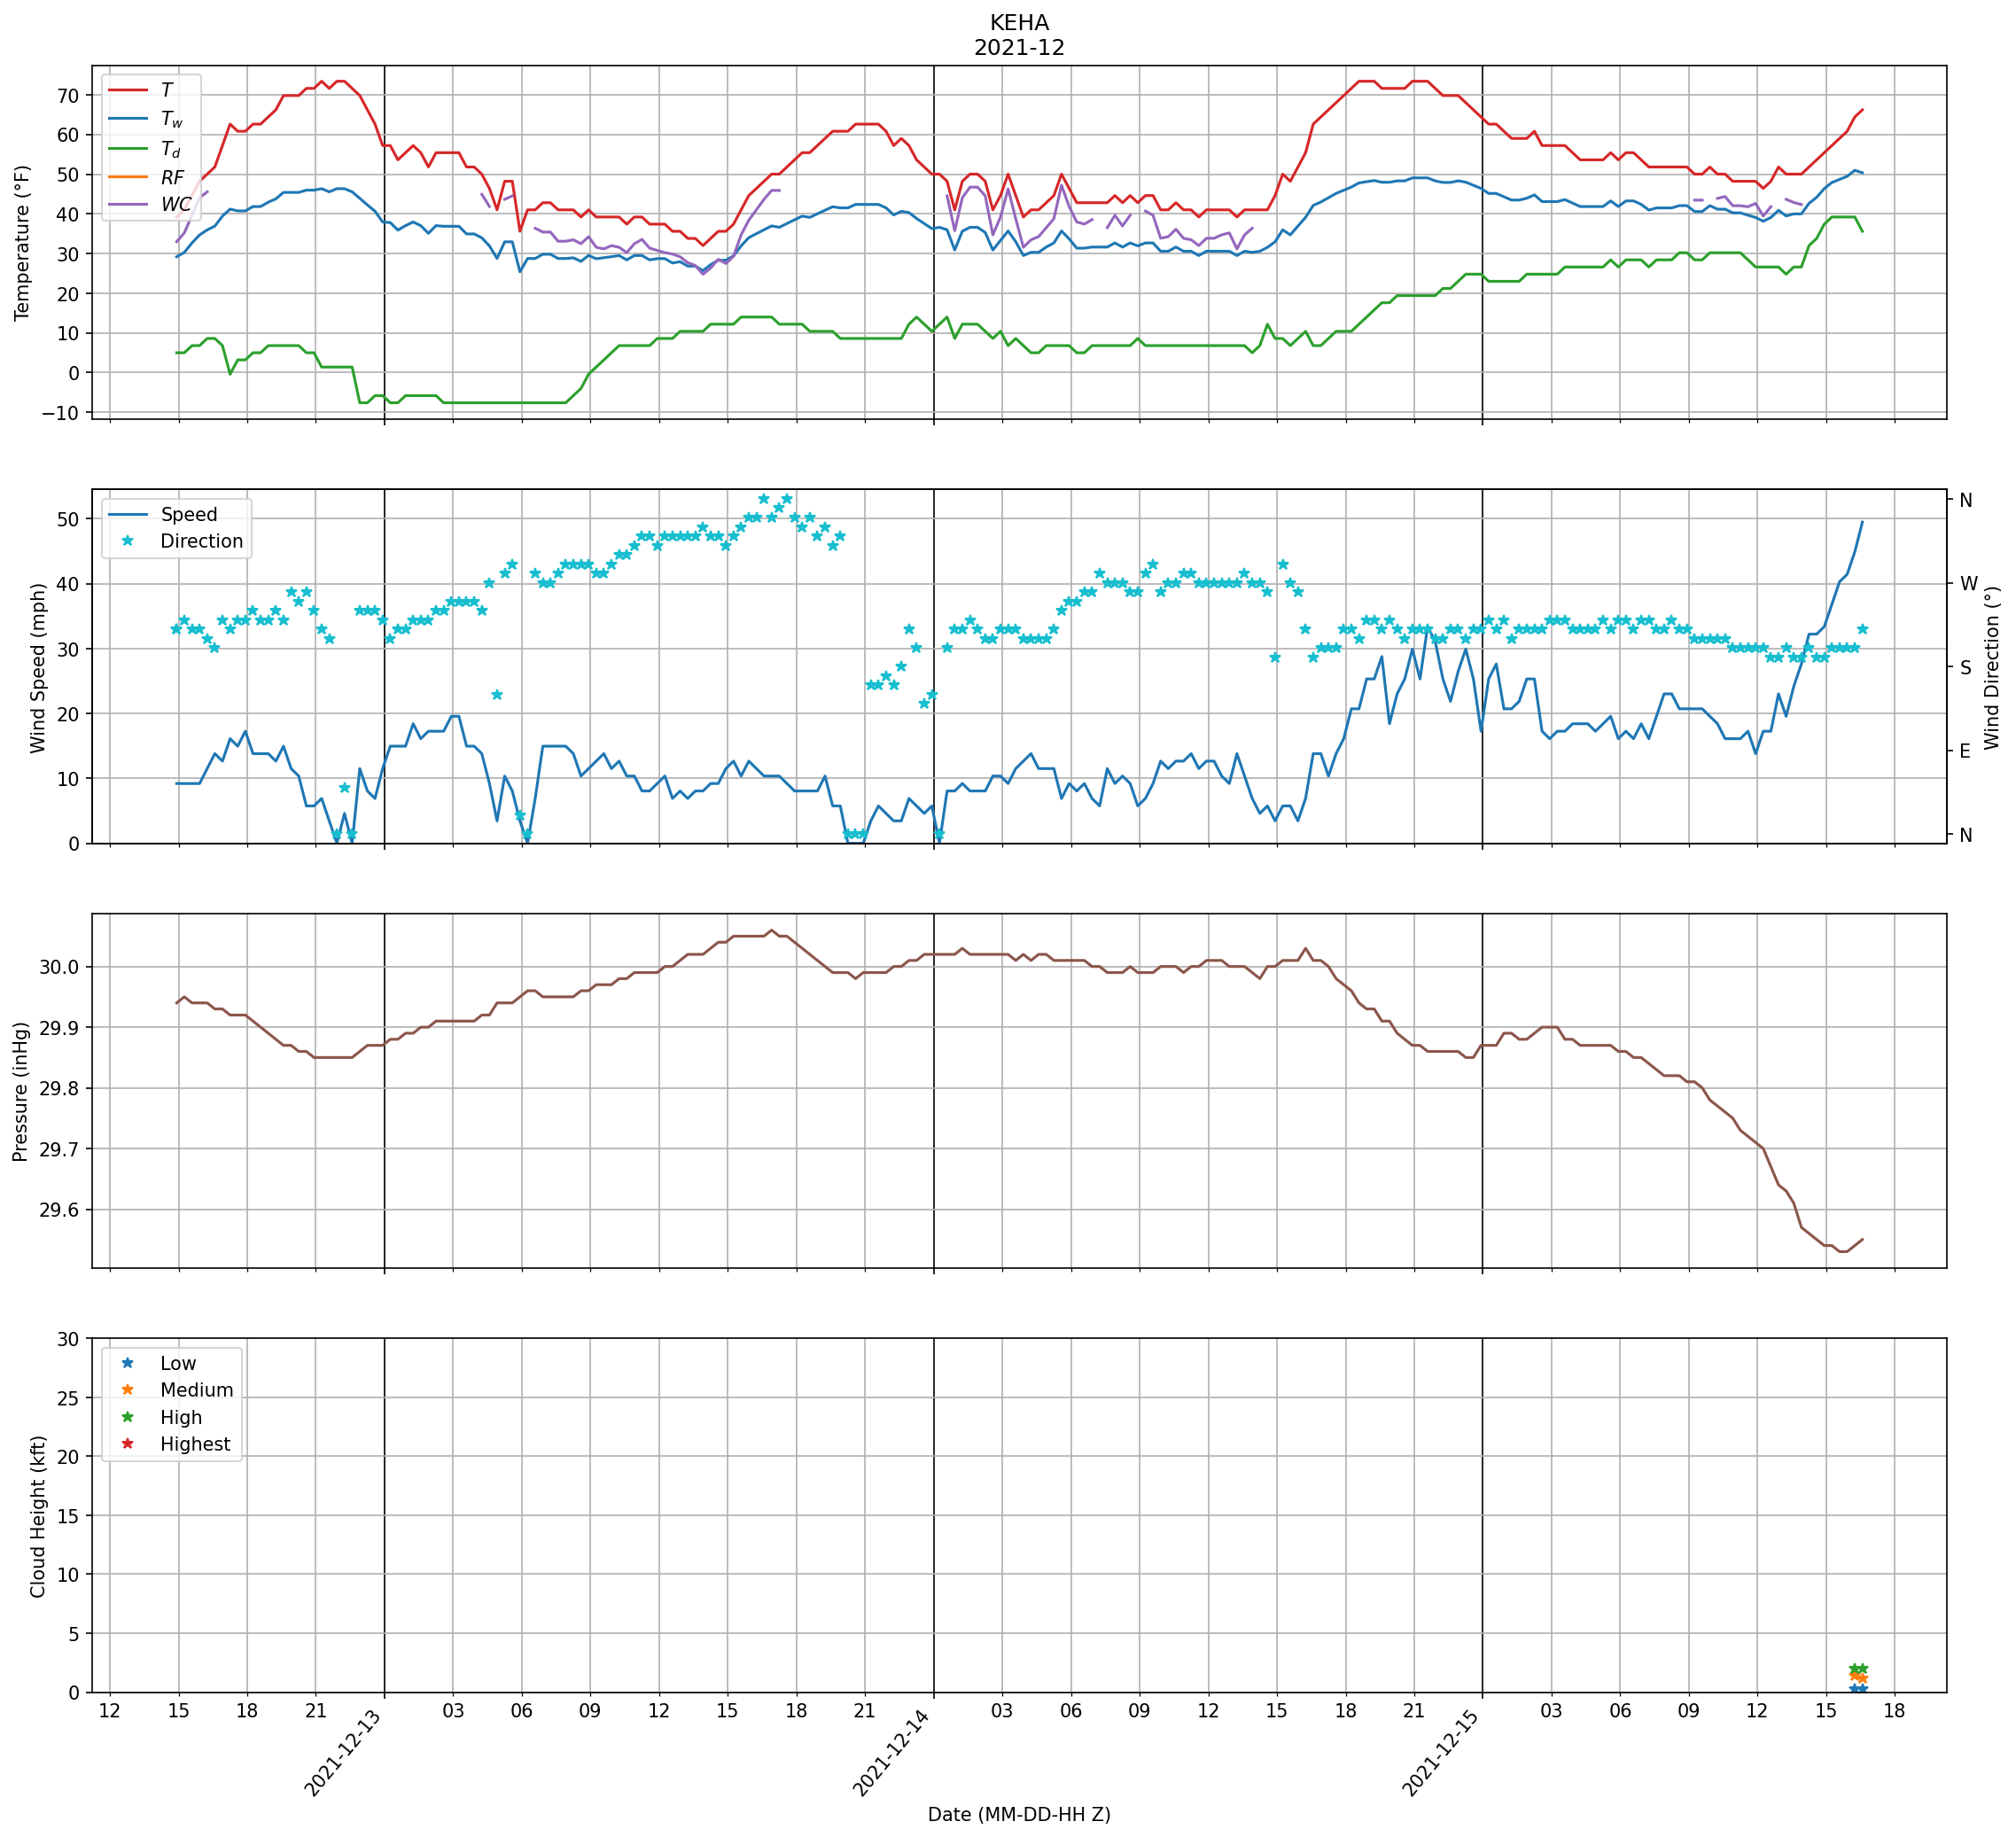 KEHA
2021-12
T
T_w
T_d
RF
WC
Temperature (°F)
70
60
50
40
30
20
10
0
−10
Speed
Direction
Wind Speed (mph)
50
40
30
20
10
0
N
W
S
E
N
Wind Direction (°)
Pressure (inHg)
30.0
29.9
29.8
29.7
29.6
Low
Medium
High
Highest
Cloud Height (kft)
30
25
20
15
10
5
0
12 15 18 21 2021-12-13 03 06 09 12 15 18 21 2021-12-14 03 06 09 12 15 18 21 2021-12-15 03 06 09 12 15 18
Date (MM-DD-HH Z)